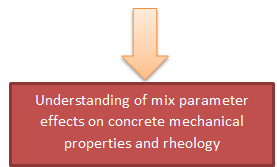 Understanding of mix parameter
effects on concrete mechanical
properties and rheology